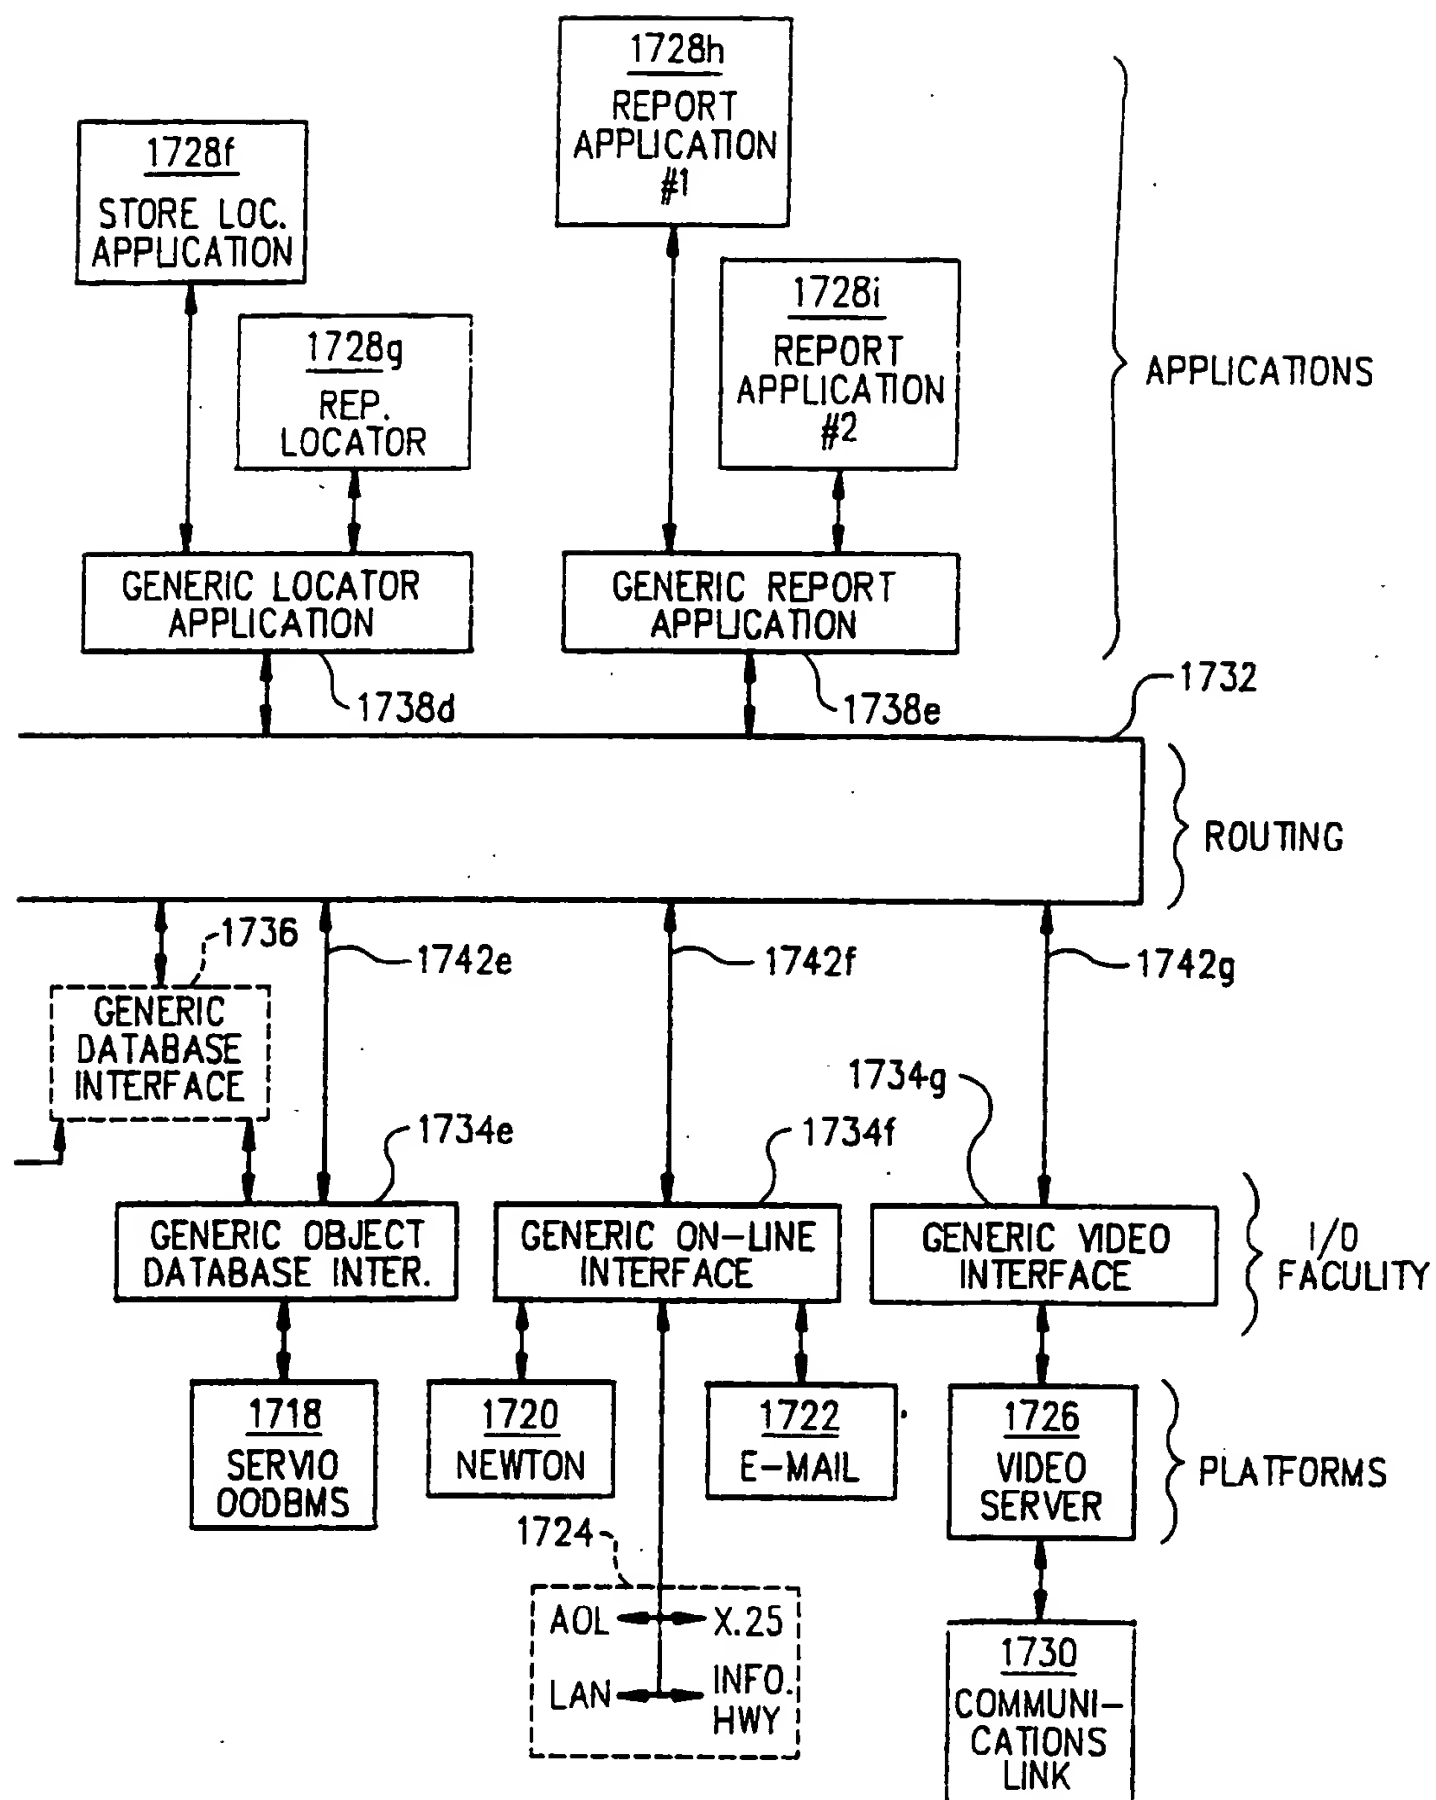 1728h
REPORT
APPLICATION
#1
1728f
STORE LOC.
APPLICATION
1728i
REPORT
APPLICATION
#2
1728g
REP.
LOCATOR
APPLICATIONS
GENERIC LOCATOR
APPLICATION
GENERIC REPORT
APPLICATION
1738d
1738e
1732
ROUTING
1736
1742e
1742f
1742g
GENERIC
DATABASE
INTERFACE
1734e
1734f
1734g
GENERIC OBJECT
DATABASE INTER.
GENERIC ON-LINE
INTERFACE
GENERIC VIDEO
INTERFACE
I/O
FACULITY
1718
SERVIO
OODBMS
1720
NEWTON
1722
E-MAIL
1726
VIDEO
SERVER
PLATFORMS
1724
AOL
X.25
LAN
INFO.
HWY
1730
COMMUNI-
CATIONS
LINK